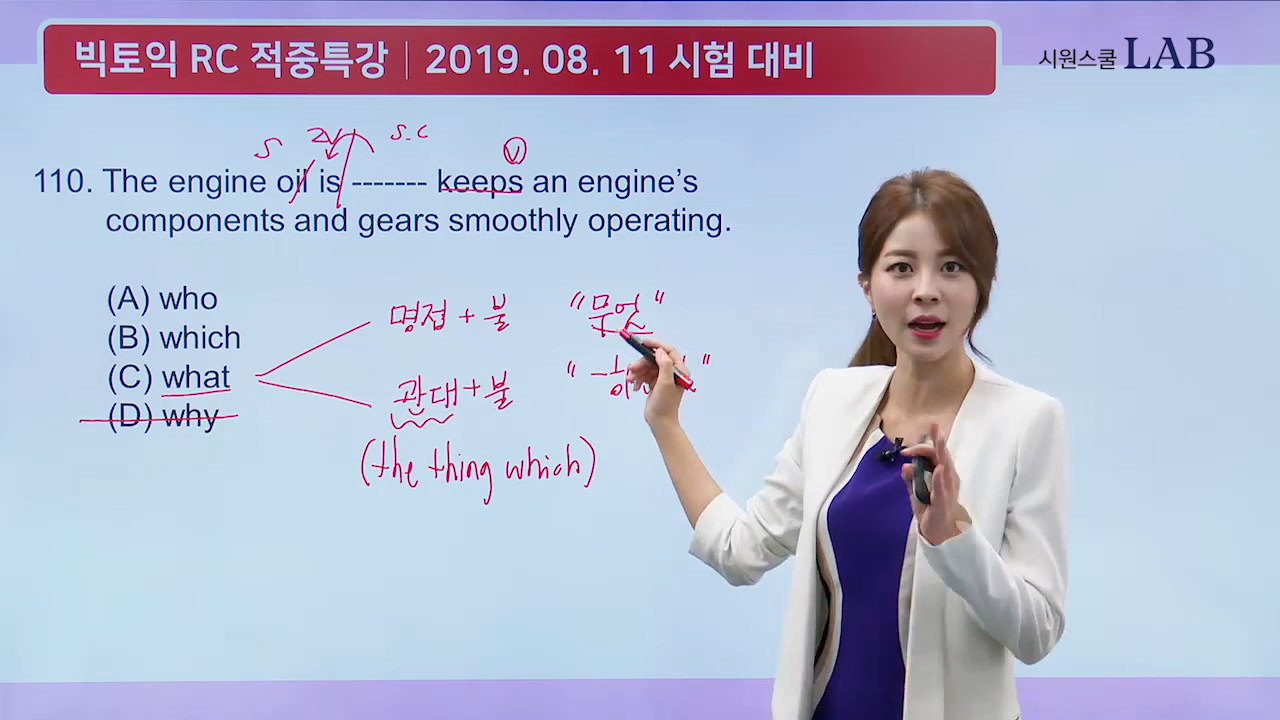 빅토익 RC 적중특강 | 2019. 08. 11 시험 대비
시원스쿨 LAB
S 2V S.C
V
110. The engine oil is ------- keeps an engine's
components and gears smoothly operating.
(A) who
(B) which
(C) what
(D) why
명접 + 불 "무엇"
관대 + 불
(the thing which)